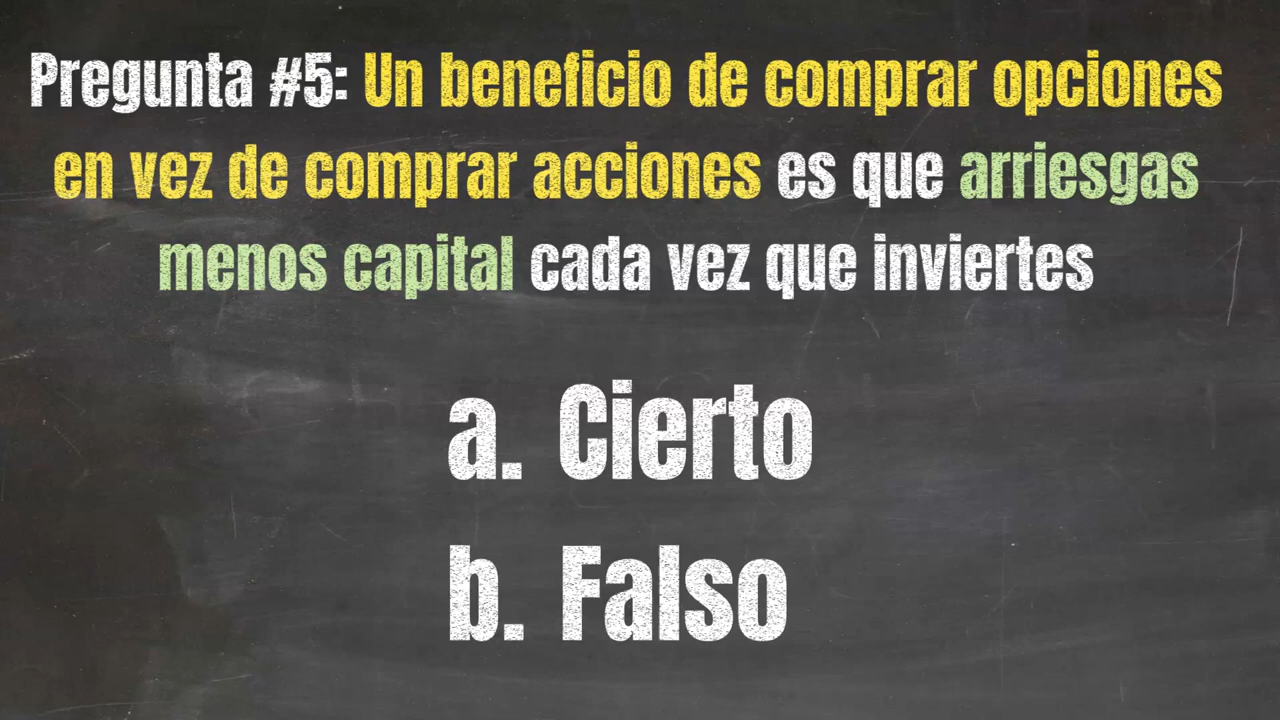 Pregunta #5: Un beneficio de comprar opciones
en vez de comprar acciones es que arriesgas
menos capital cada vez que inviertes
a. Cierto
b. Falso